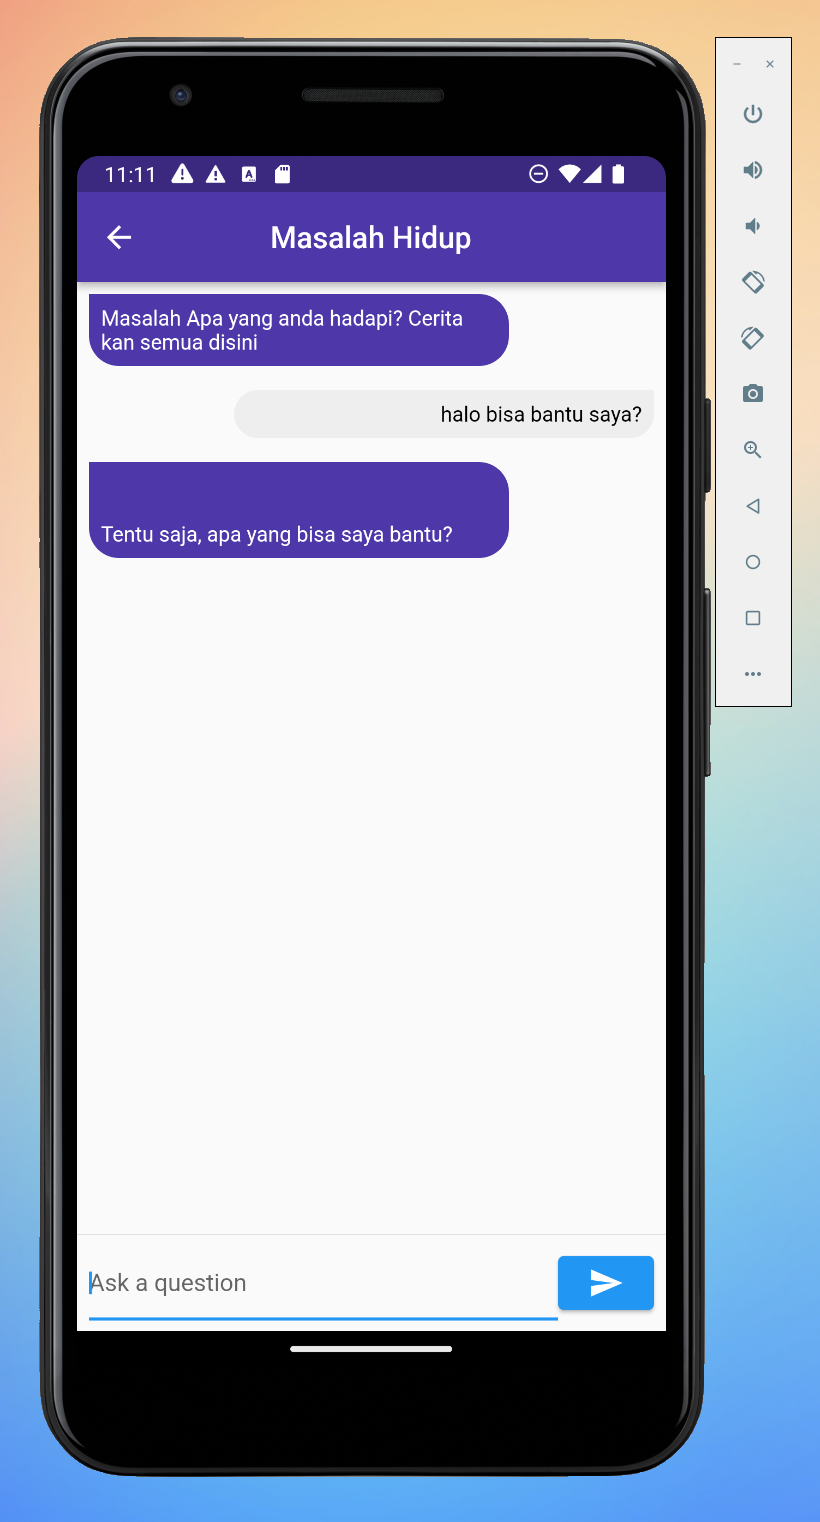 11:11
Masalah Hidup
Masalah Apa yang anda hadapi? Cerita
kan semua disini
halo bisa bantu saya?
Tentu saja, apa yang bisa saya bantu?
Ask a question